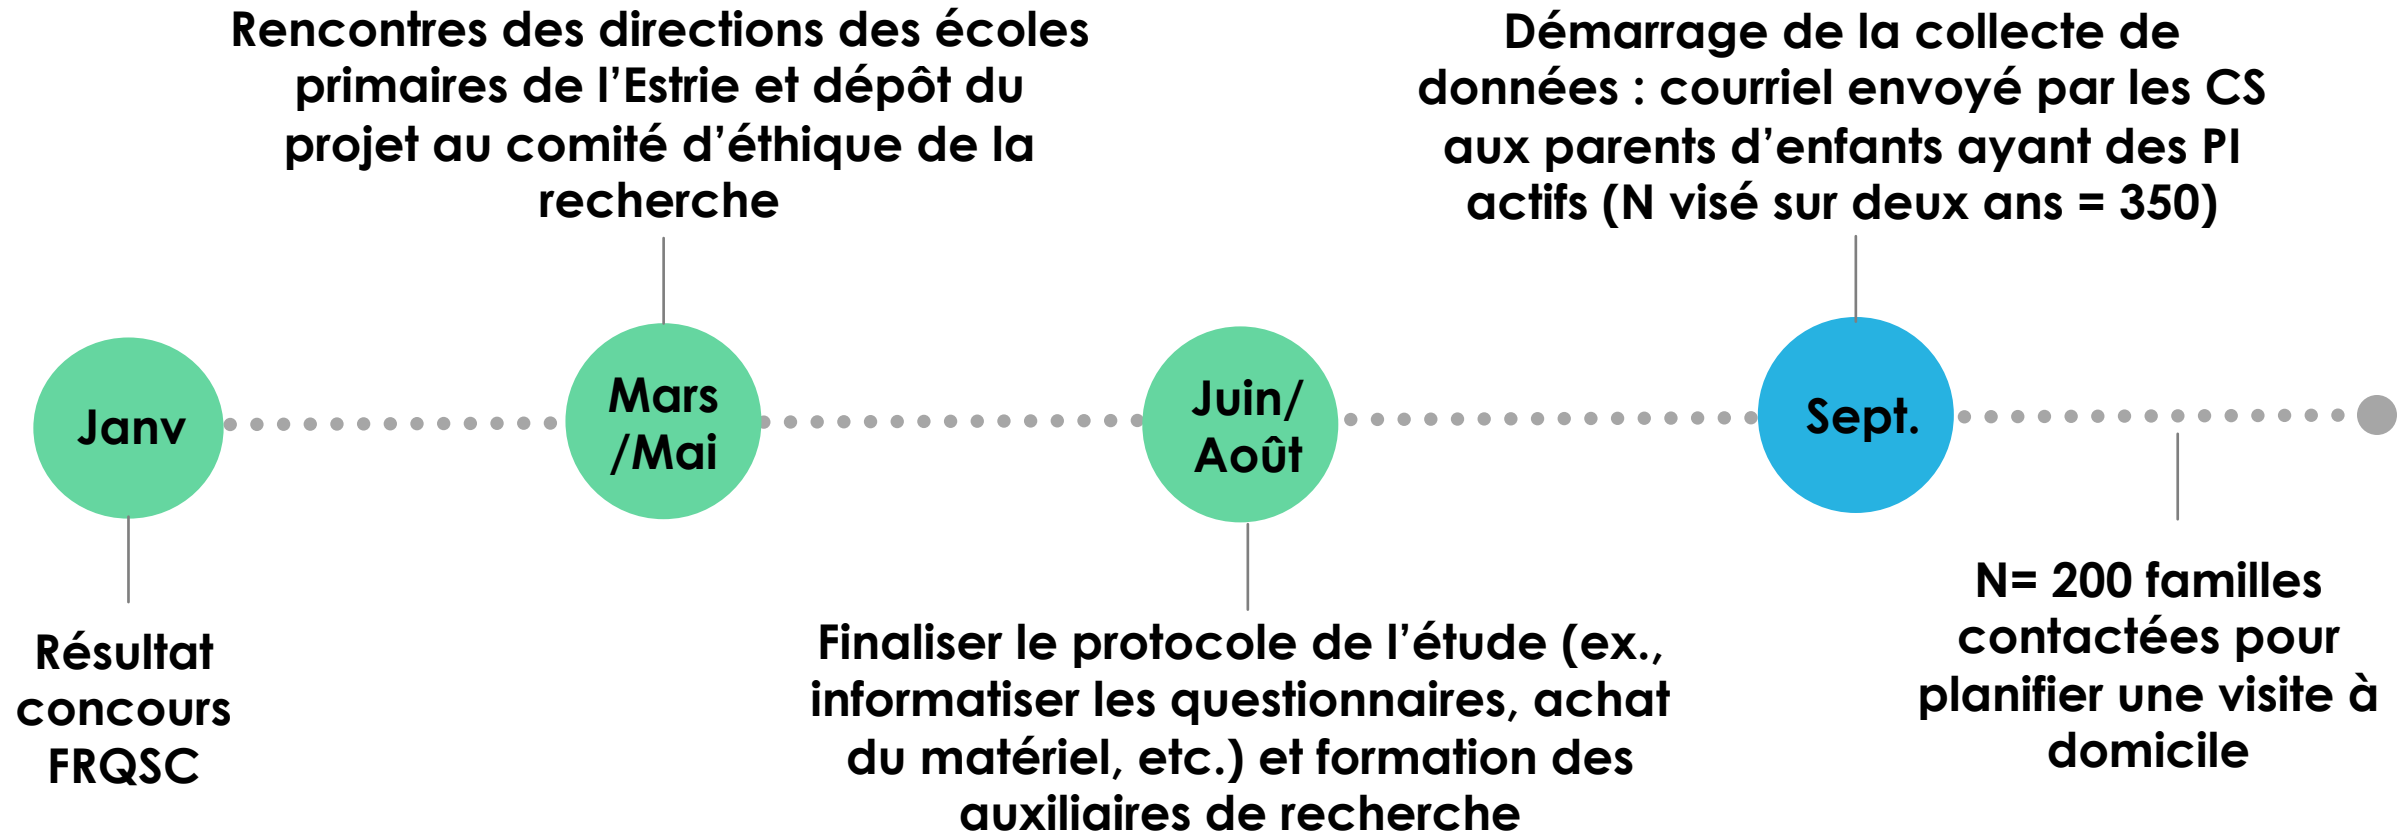 Rencontres des directions des écoles
primaires de l’Estrie et dépôt du
projet au comité d’éthique de la
recherche
Démarrage de la collecte de
données : courriel envoyé par les CS
aux parents d’enfants ayant des PI
actifs (N visé sur deux ans = 350)
Janv
Mars
/Mai
Juin/
Août
Sept.
Résultat
concours
FRQSC
Finaliser le protocole de l’étude (ex.,
informatiser les questionnaires, achat
du matériel, etc.) et formation des
auxiliaires de recherche
N= 200 familles
contactées pour
planifier une visite à
domicile